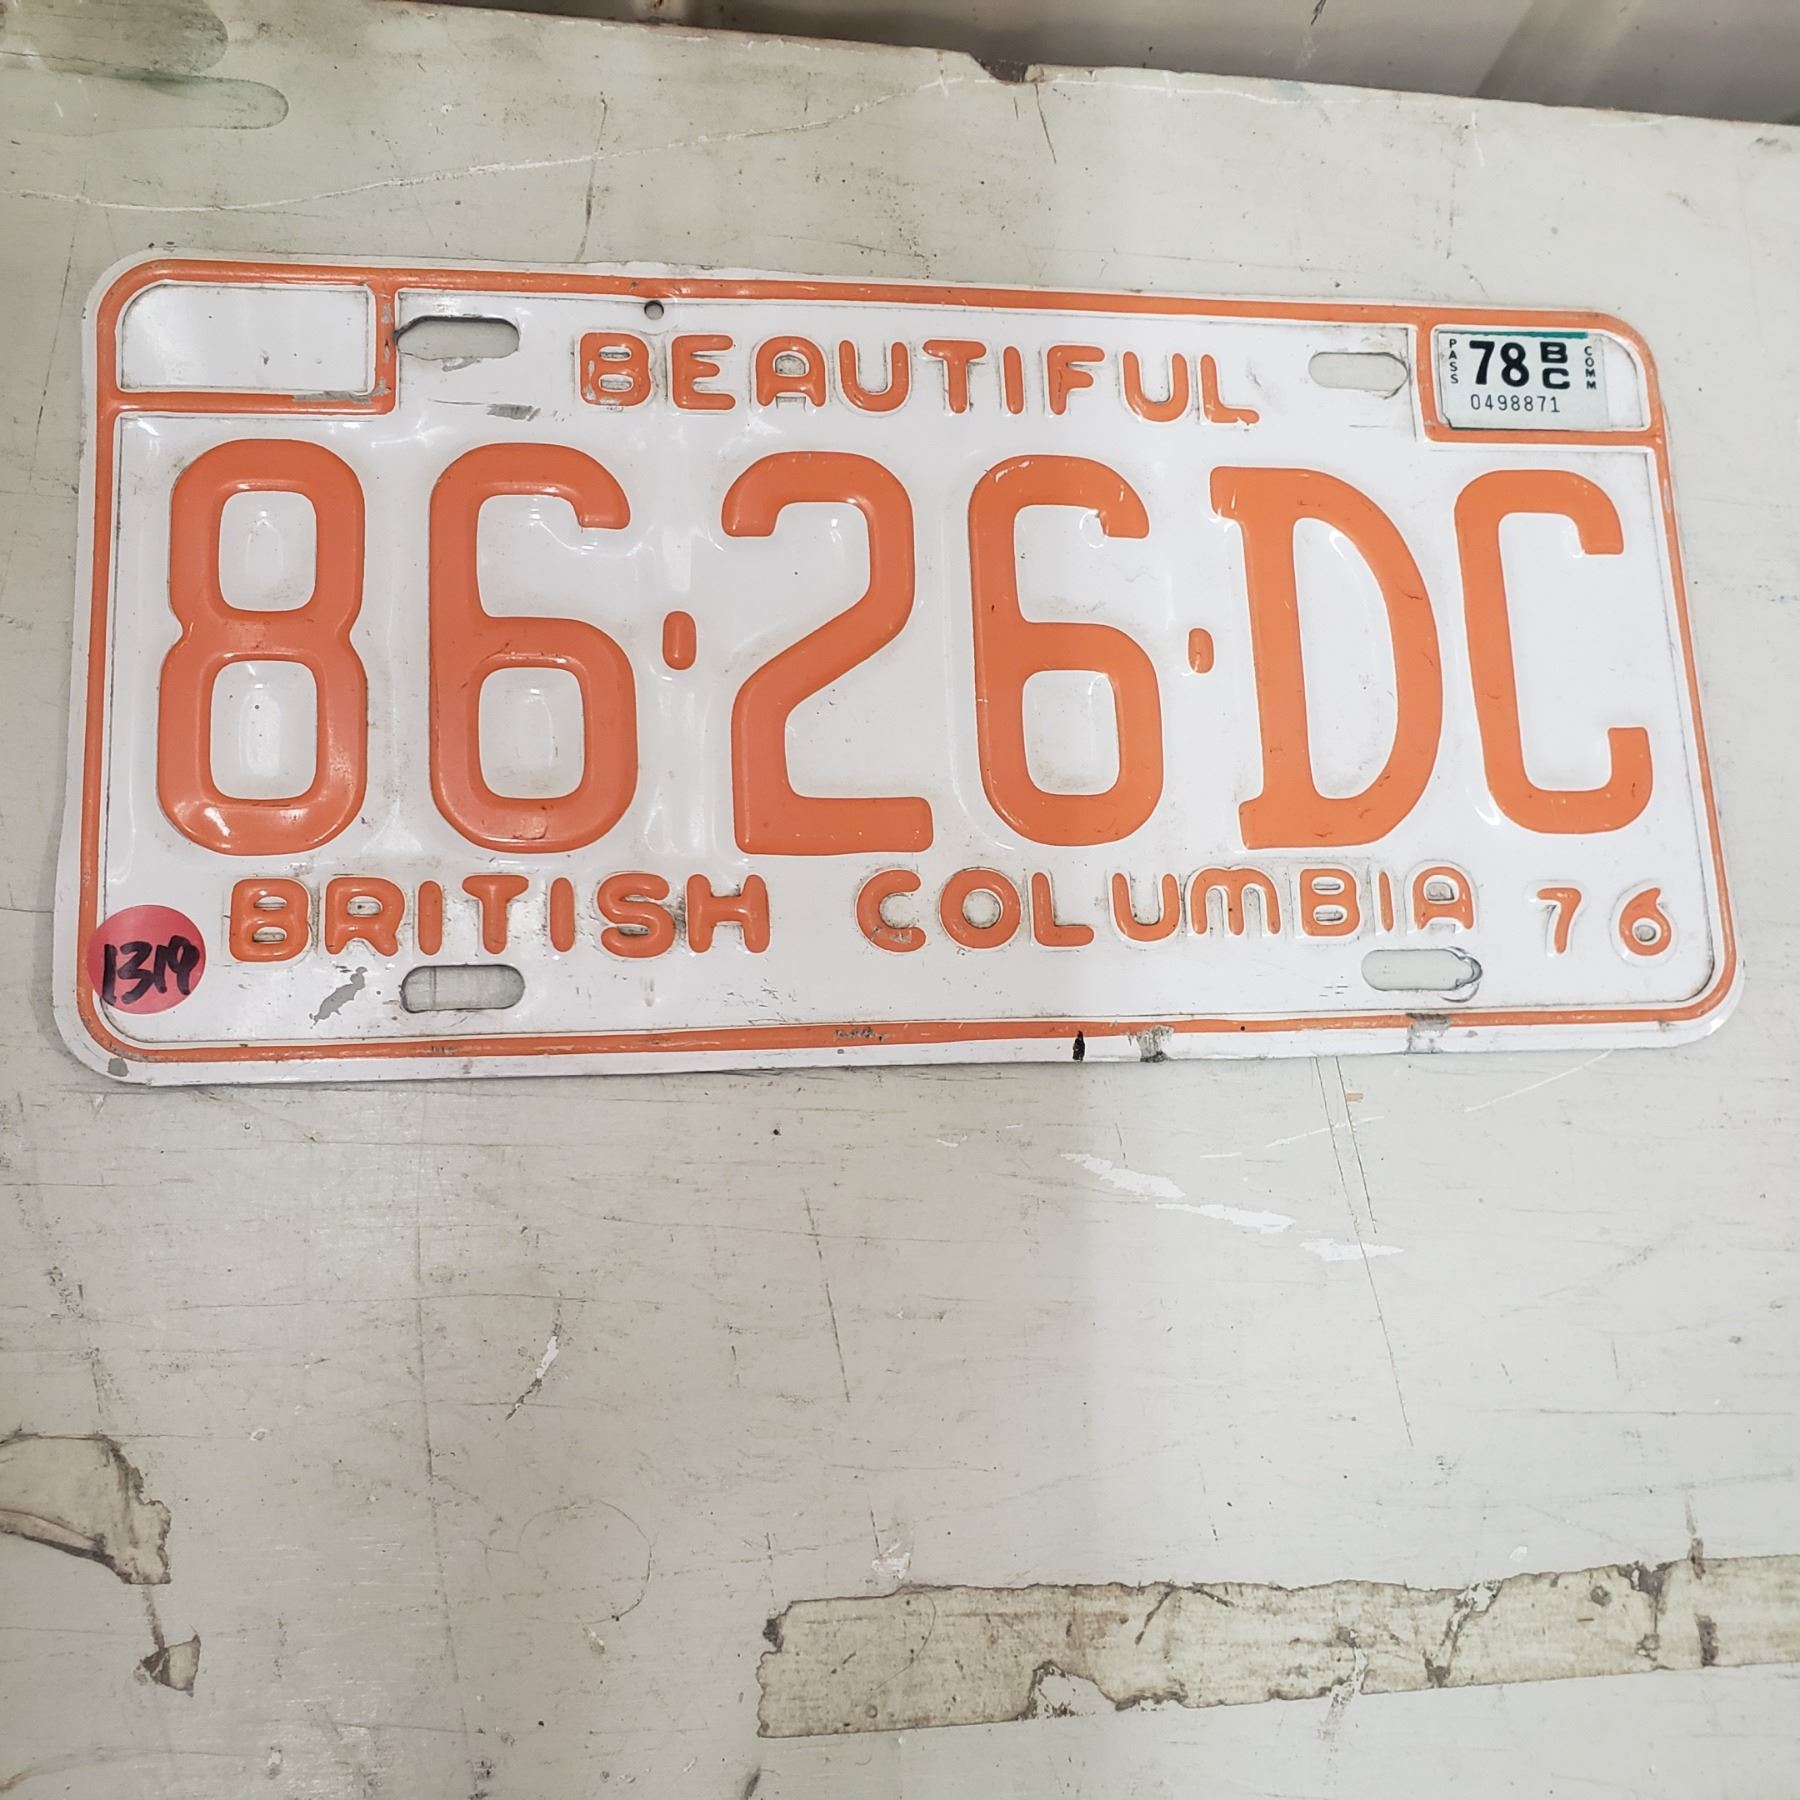 BEAUTIFUL
PASS 78 BC COMM
0498871
86·26·DC
BRITISH COLUMBIA 76
1319